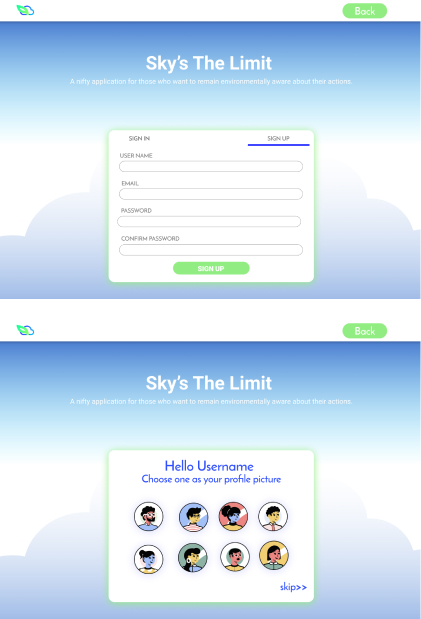 Back
Sky's The Limit
A nifty application for those who want to remain enviromentally aware about their actions.
SIGN IN
SIGN UP
USER NAME
EMAIL
PASSWORD
CONFIRM PASSWORD
SIGN UP
Back
Sky's The Limit
A nifty application for those who want to remain enviromentally aware about their actions.
Hello Username
Choose one as your profile picture
skip>>